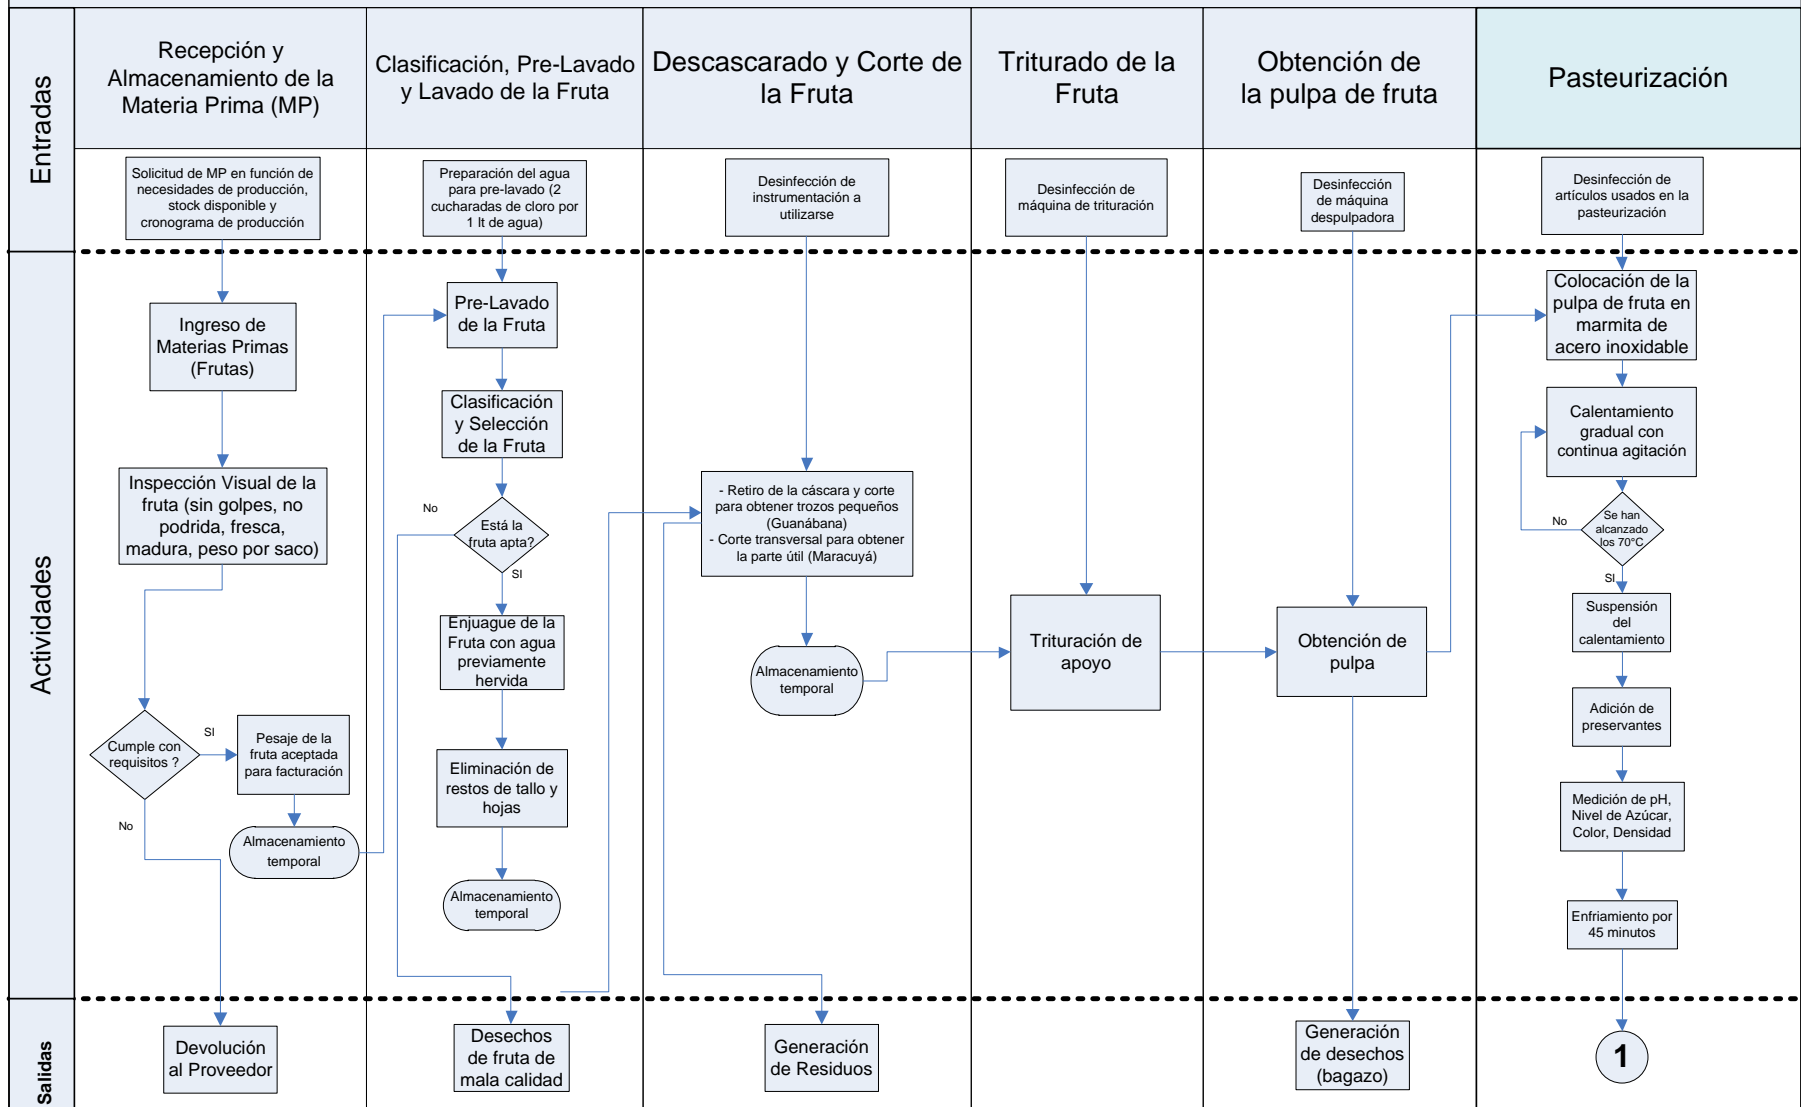 Entradas
Recepción y
Almacenamiento de la
Materia Prima (MP)
Clasificación, Pre-Lavado
y Lavado de la Fruta
Descascarado y Corte de
la Fruta
Triturado de la
Fruta
Obtención de
la pulpa de fruta
Pasteurización
Solicitud de MP en función de
necesidades de producción,
stock disponible y
cronograma de producción
Preparación del agua
para pre-lavado (2
cucharadas de cloro por
1 lt de agua)
Desinfección de
instrumentación a
utilizarse
Desinfección de
máquina de trituración
Desinfección
de máquina
despulpadora
Desinfección de
artículos usados en la
pasteurización
Actividades
Ingreso de
Materias Primas
(Frutas)
Inspección Visual de la
fruta (sin golpes, no
podrida, fresca,
madura, peso por saco)
Cumple con
requisitos ?
SI
No
Pesaje de la
fruta aceptada
para facturación
Almacenamiento
temporal
Pre-Lavado
de la Fruta
Clasificación
y Selección
de la Fruta
No
Está la
fruta apta?
SI
Enjuague de la
Fruta con agua
previamente
hervida
Eliminación de
restos de tallo y
hojas
Almacenamiento
temporal
- Retiro de la cáscara y corte
para obtener trozos pequeños
(Guanábana)
- Corte transversal para obtener
la parte útil (Maracuyá)
Almacenamiento
temporal
Trituración de
apoyo
Obtención de
pulpa
Colocación de la
pulpa de fruta en
marmita de
acero inoxidable
Calentamiento
gradual con
continua agitación
No
Se han
alcanzado
los 70°C
SI
Suspensión
del
calentamiento
Adición de
preservantes
Medición de pH,
Nivel de Azúcar,
Color, Densidad
Enfriamiento por
45 minutos
Salidas
Devolución
al Proveedor
Desechos
de fruta de
mala calidad
Generación
de Residuos
Generación
de desechos
(bagazo)
1